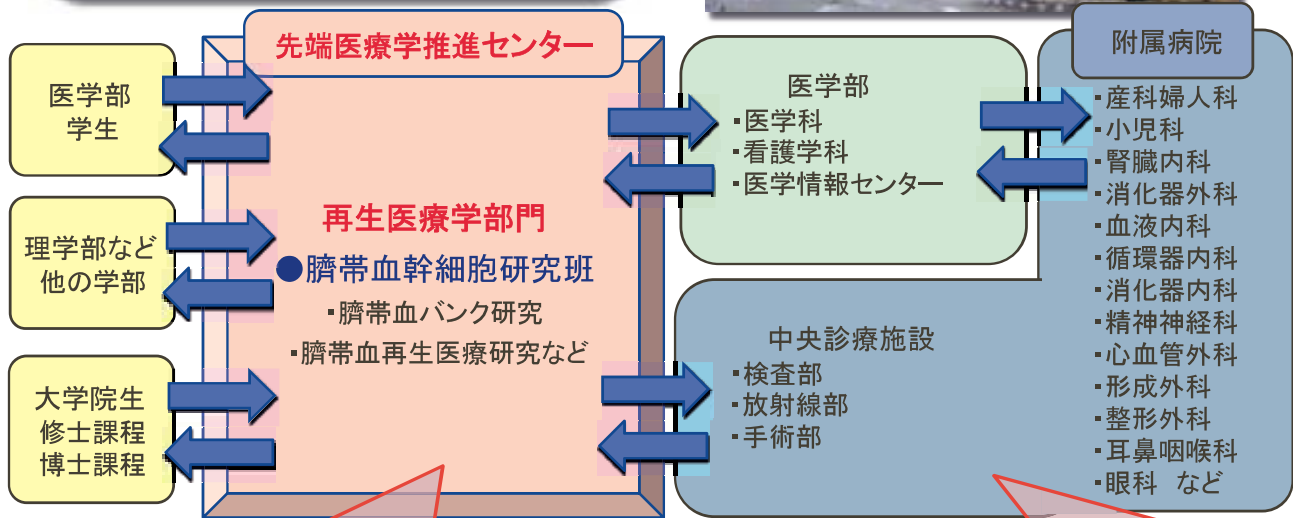 医学部
学生
理学部など
他の学部
大学院生
修士課程
博士課程
先端医療学推進センター
再生医療学部門
●臍帯血幹細胞研究班
・臍帯血バンク研究
・臍帯血再生医療研究など
医学部
・医学科
・看護学科
・医学情報センター
中央診療施設
・検査部
・放射線部
・手術部
附属病院
・産科婦人科
・小児科
・腎臓内科
・消化器外科
・血液内科
・循環器内科
・消化器内科
・精神神経科
・心血管外科
・形成外科
・整形外科
・耳鼻咽喉科
・眼科 など